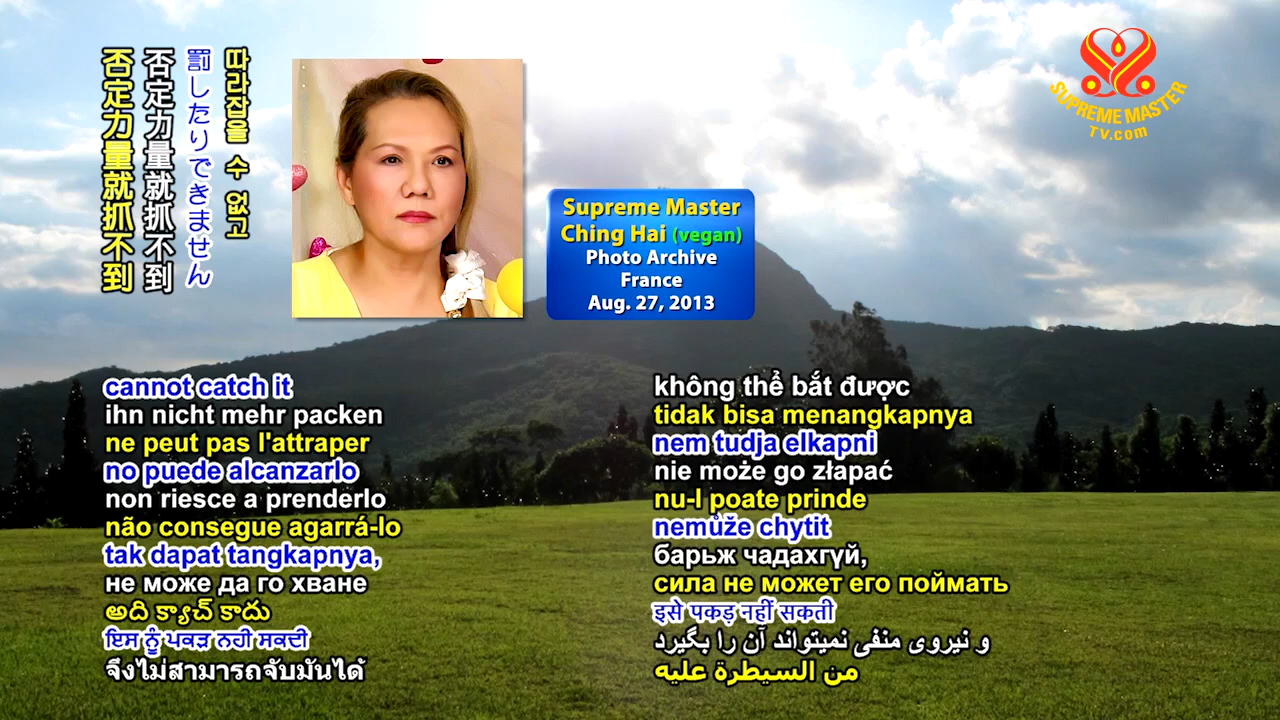 따라잡을 수 없고
罰したりできません
否定力量就抓不到
否定力量就抓不到
SUPREME MASTER
TV.com
Supreme Master
Ching Hai (vegan)
Photo Archive
France
Aug. 27, 2013
cannot catch it
ihn nicht mehr packen
ne peut pas l'attraper
no puede alcanzarlo
non riesce a prenderlo
não consegue agarrá-lo
tak dapat tangkapnya,
не може да го хване
అది క్యాచ్ కాదు
ਇਸ ਨੂੰ ਪਕੜ ਨਹੀ ਸਕਦੀ
จึงไม่สามารถจับมันได้
không thể bắt được
tidak bisa menangkapnya
nem tudja elkapni
nie może go złapać
nu-l poate prinde
nemůže chytit
барьж чадахгүй,
сила не может его поймать
इसे पकड़ नहीं सकती
و نیروی منفی نمیتواند آن را بگیرد
من السيطرة عليه